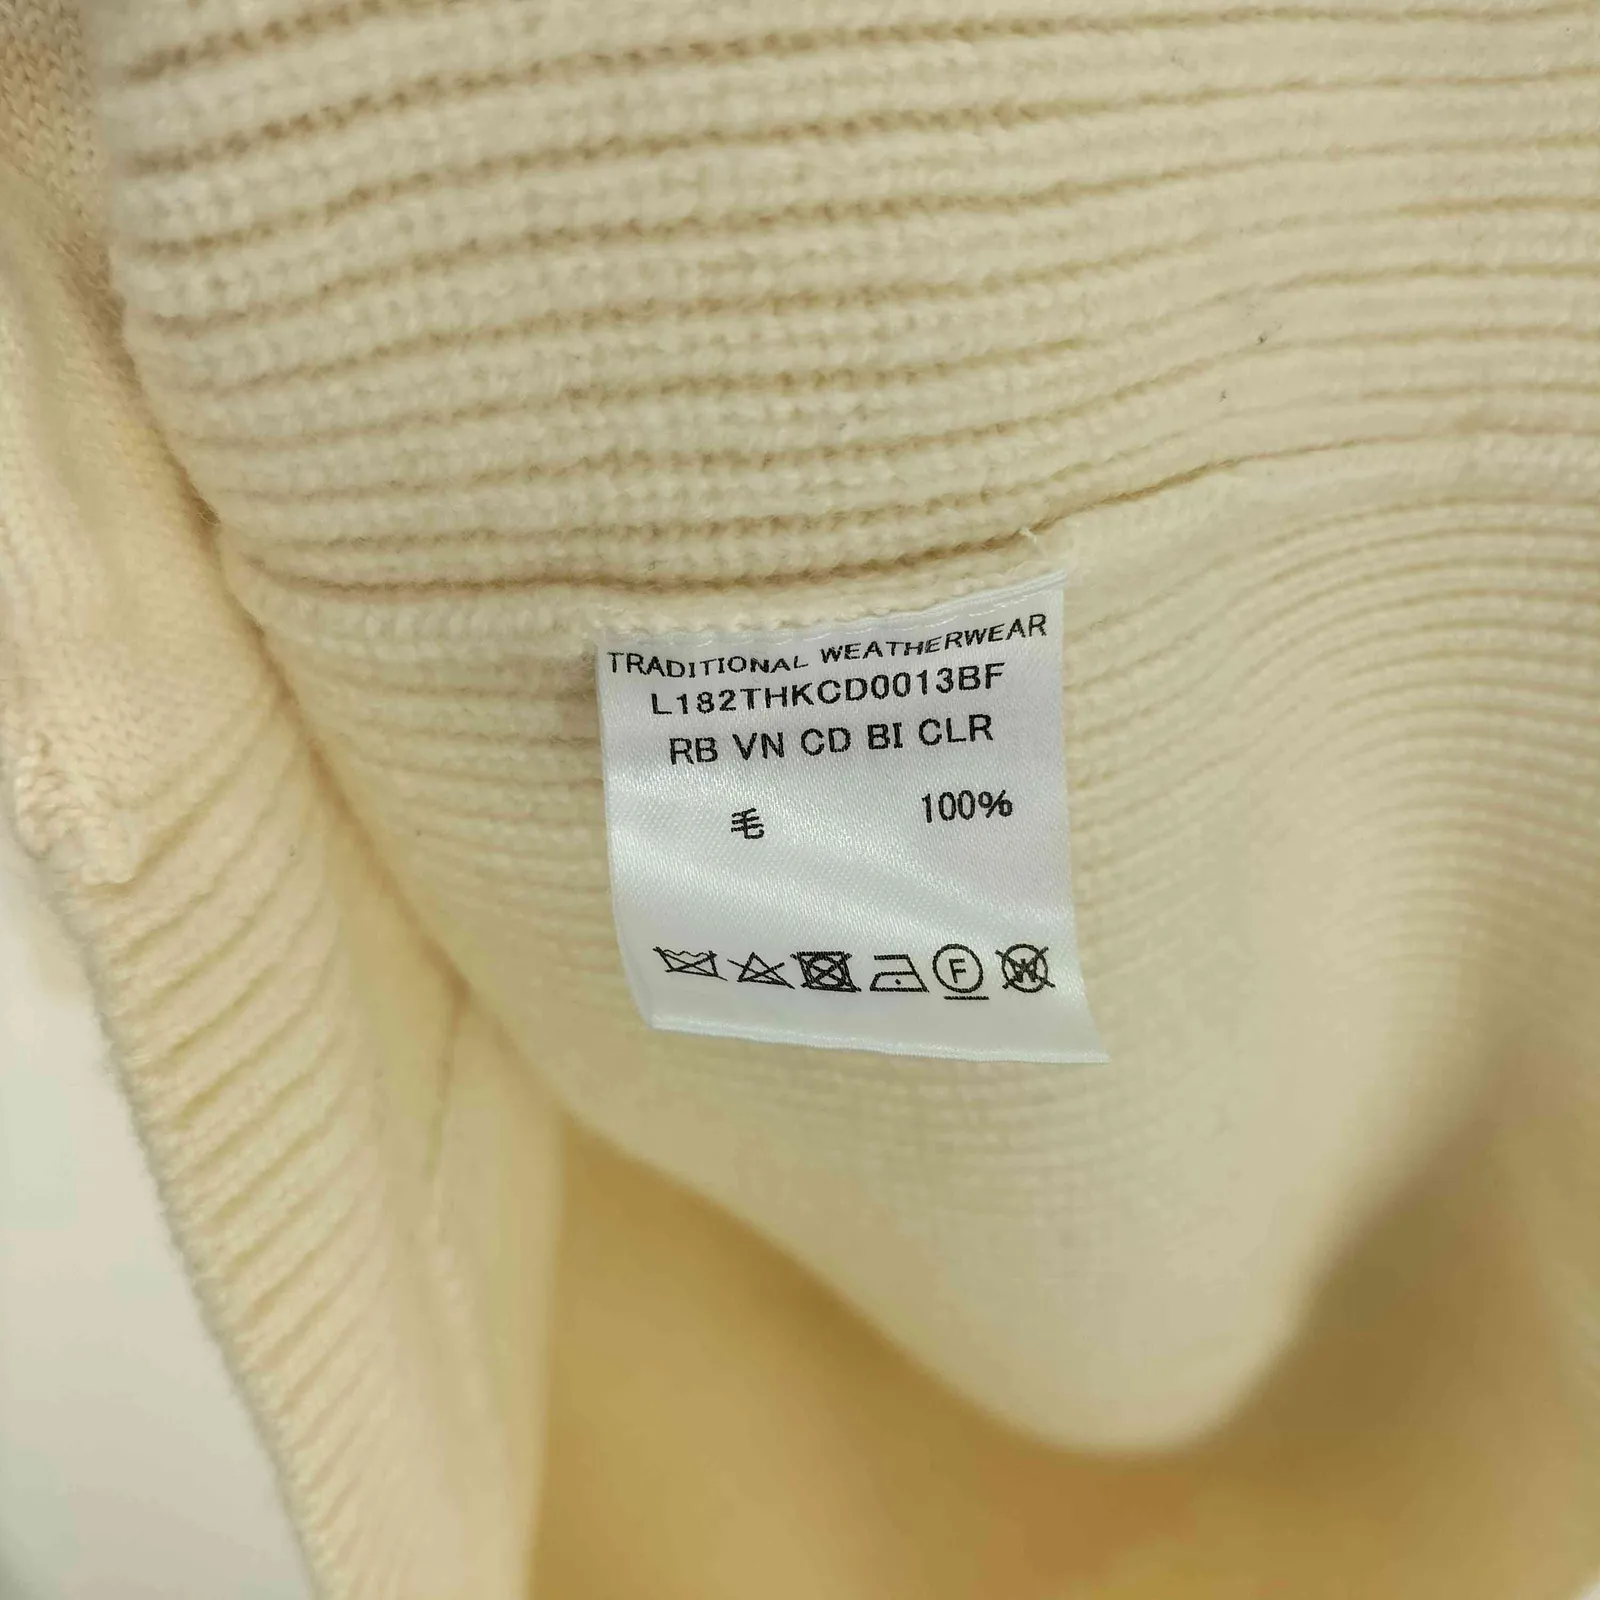 TRADITIONAL WEATHERWEAR
L182THKCD0013BF
RB VN CD BI CLR
毛 100%
F W